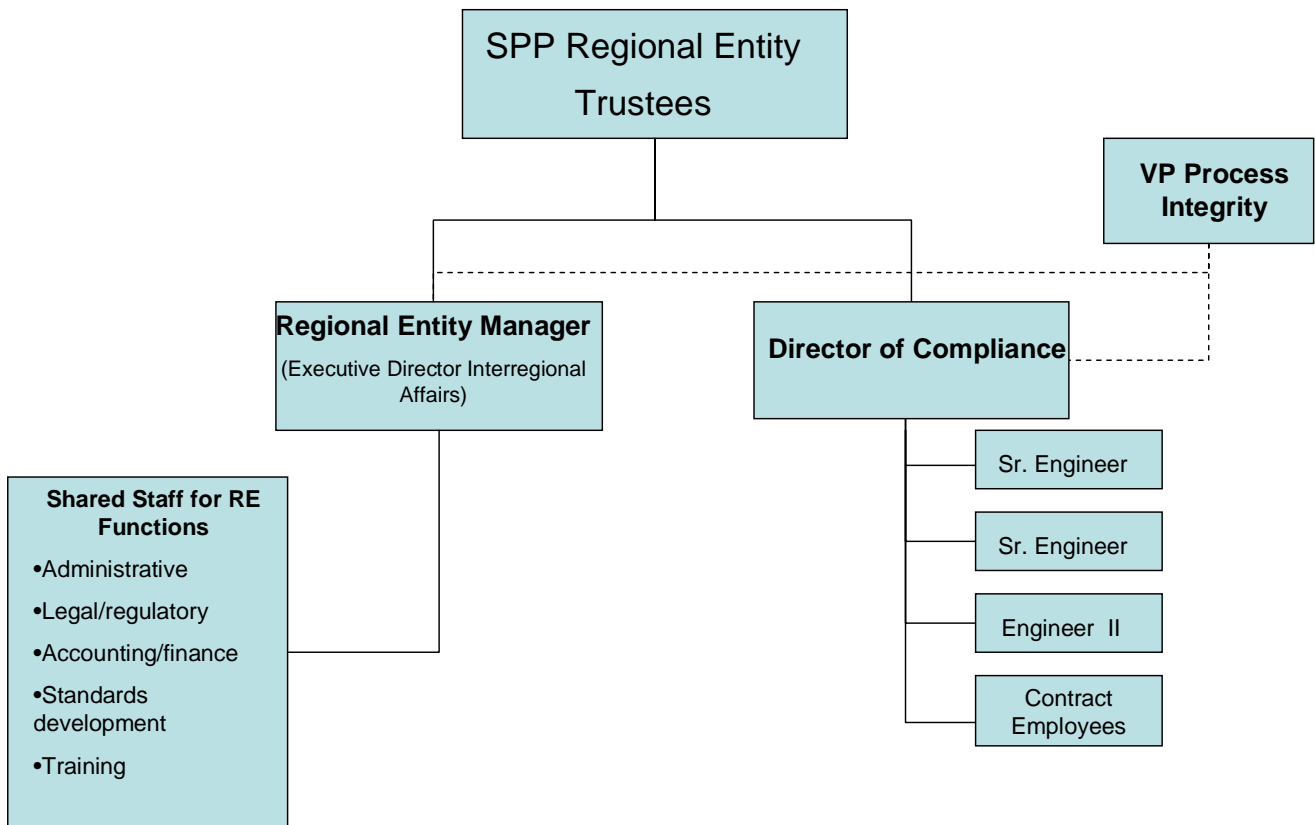 SPP Regional Entity
Trustees
VP Process
Integrity
Regional Entity Manager
(Executive Director Interregional
Affairs)
Director of Compliance
Shared Staff for RE
Functions
•Administrative
•Legal/regulatory
•Accounting/finance
•Standards
development
•Training
Sr. Engineer
Sr. Engineer
Engineer II
Contract
Employees